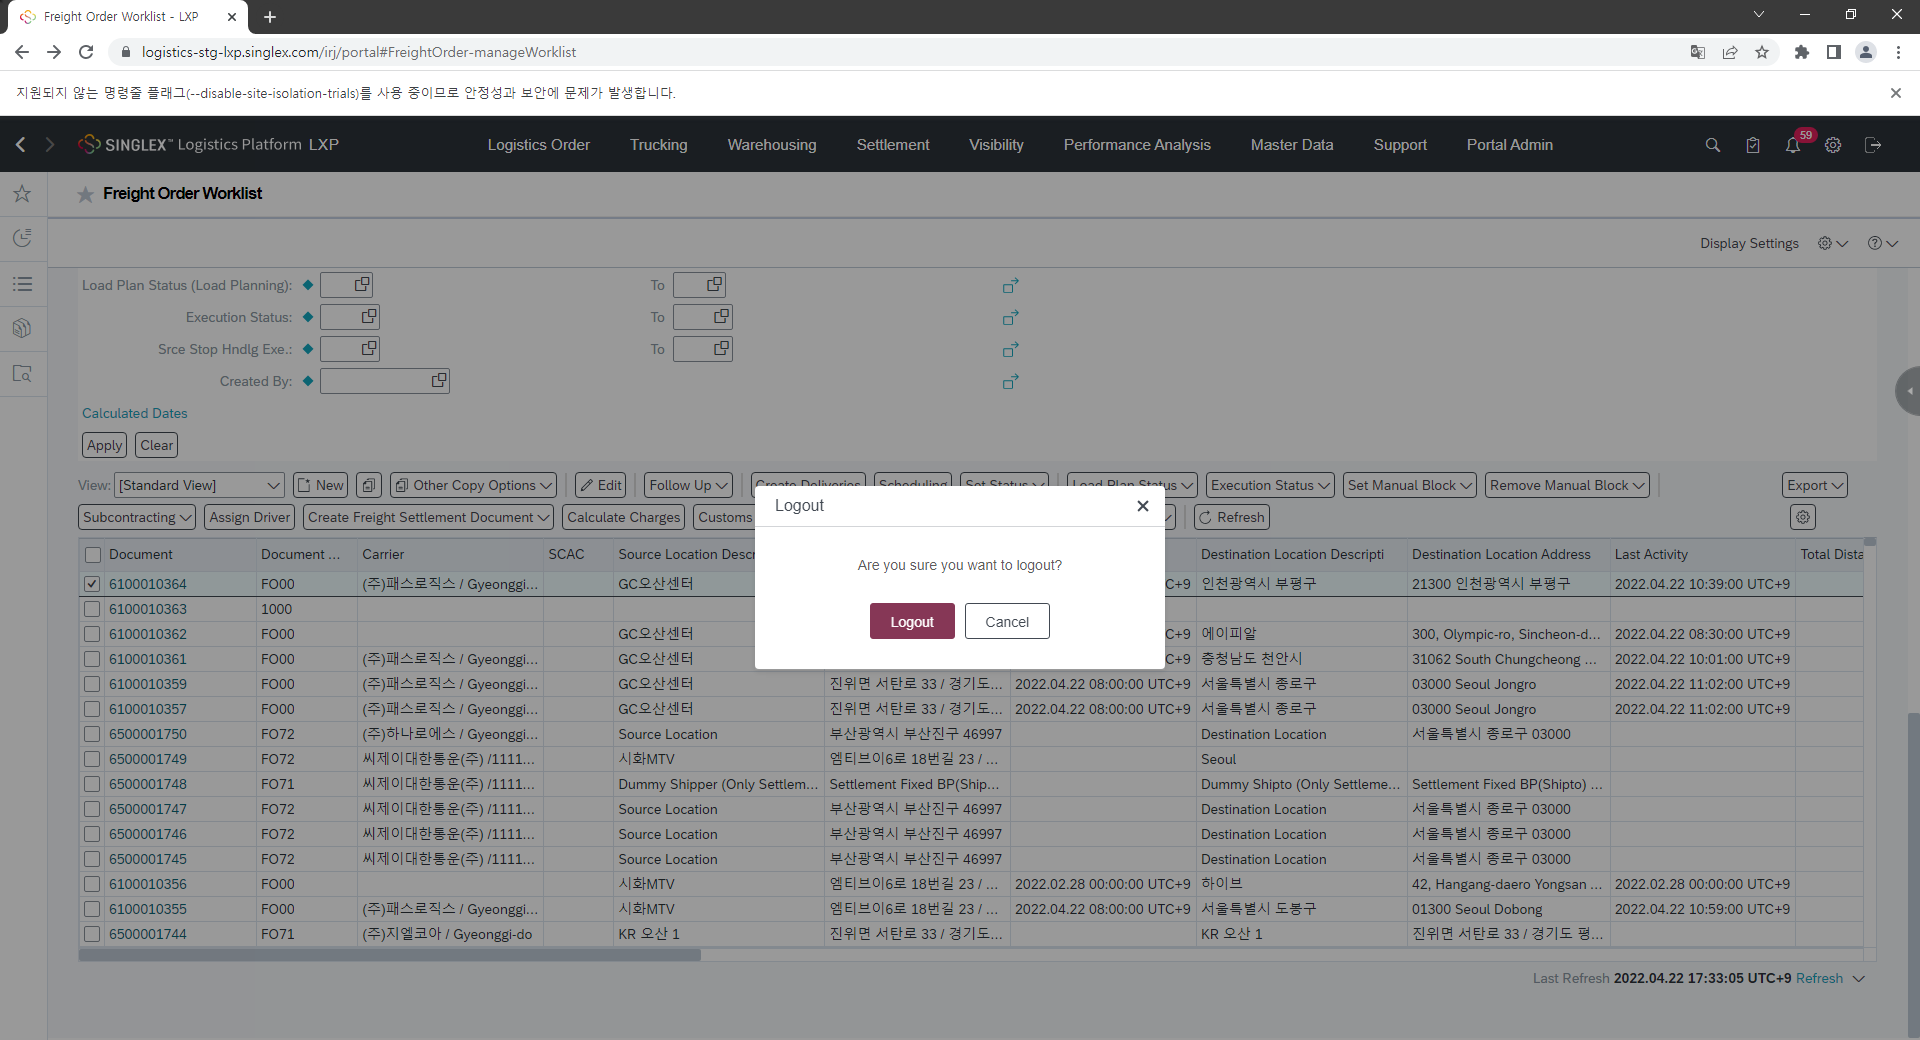 Freight Order Worklist - LXP
logistics-stg-lxp.singlex.com/irj/portal#FreightOrder-manageWorklist
지원되지 않는 명령줄 플래그(--disable-site-isolation-trials)를 사용 중이므로 안정성과 보안에 문제가 발생합니다.
SINGLEX™ Logistics Platform LXP Logistics Order Trucking Warehousing Settlement Visibility Performance Analysis Master Data Support Portal Admin 59
Freight Order Worklist
Display Settings
Load Plan Status (Load Planning): To
Execution Status: To
Srce Stop Hndlg Exe.: To
Created By:
Calculated Dates
Apply Clear
View: [Standard View] New Other Copy Options Edit Follow Up Create Deliveries Scheduling Set Status Load Plan Status Execution Status Set Manual Block Remove Manual Block Export
Subcontracting Assign Driver Create Freight Settlement Document Calculate Charges Customs Refresh
Logout
Are you sure you want to logout?
Logout Cancel
Document Document ... Carrier SCAC Source Location Descr Destination Location Descripti Destination Location Address Last Activity Total Dista
6100010364 FO00 (주)패스로직스 / Gyeonggi... GC오산센터 C+9 인천광역시 부평구 21300 인천광역시 부평구 2022.04.22 10:39:00 UTC+9
6100010363 1000
6100010362 FO00 GC오산센터 C+9 에이피알 300, Olympic-ro, Sincheon-d... 2022.04.22 08:30:00 UTC+9
6100010361 FO00 (주)패스로직스 / Gyeonggi... GC오산센터 C+9 충청남도 천안시 31062 South Chungcheong ... 2022.04.22 10:01:00 UTC+9
6100010359 FO00 (주)패스로직스 / Gyeonggi... GC오산센터 진위면 서탄로 33 / 경기도... 2022.04.22 08:00:00 UTC+9 서울특별시 종로구 03000 Seoul Jongro 2022.04.22 11:02:00 UTC+9
6100010357 FO00 (주)패스로직스 / Gyeonggi... GC오산센터 진위면 서탄로 33 / 경기도... 2022.04.22 08:00:00 UTC+9 서울특별시 종로구 03000 Seoul Jongro 2022.04.22 11:02:00 UTC+9
6500001750 FO72 (주)하나로에스 / Gyeonggi... Source Location 부산광역시 부산진구 46997 Destination Location 서울특별시 종로구 03000
6500001749 FO72 씨제이대한통운(주) /1111... 시화MTV 엠티브이6로 18번길 23 / ... Seoul
6500001748 FO71 씨제이대한통운(주) /1111... Dummy Shipper (Only Settlem... Settlement Fixed BP(Ship... Dummy Shipto (Only Settleme... Settlement Fixed BP(Shipto) ...
6500001747 FO72 씨제이대한통운(주) /1111... Source Location 부산광역시 부산진구 46997 Destination Location 서울특별시 종로구 03000
6500001746 FO72 씨제이대한통운(주) /1111... Source Location 부산광역시 부산진구 46997 Destination Location 서울특별시 종로구 03000
6500001745 FO72 씨제이대한통운(주) /1111... Source Location 부산광역시 부산진구 46997 Destination Location 서울특별시 종로구 03000
6100010356 FO00 시화MTV 엠티브이6로 18번길 23 / ... 2022.02.28 00:00:00 UTC+9 하이브 42, Hangang-daero Yongsan ... 2022.02.28 00:00:00 UTC+9
6100010355 FO00 (주)패스로직스 / Gyeonggi... 시화MTV 엠티브이6로 18번길 23 / ... 2022.04.22 08:00:00 UTC+9 서울특별시 도봉구 01300 Seoul Dobong 2022.04.22 10:59:00 UTC+9
6500001744 FO71 (주)지엘코아 / Gyeonggi-do KR 오산 1 진위면 서탄로 33 / 경기도... KR 오산 1 진위면 서탄로 33 / 경기도 평...
Last Refresh 2022.04.22 17:33:05 UTC+9 Refresh